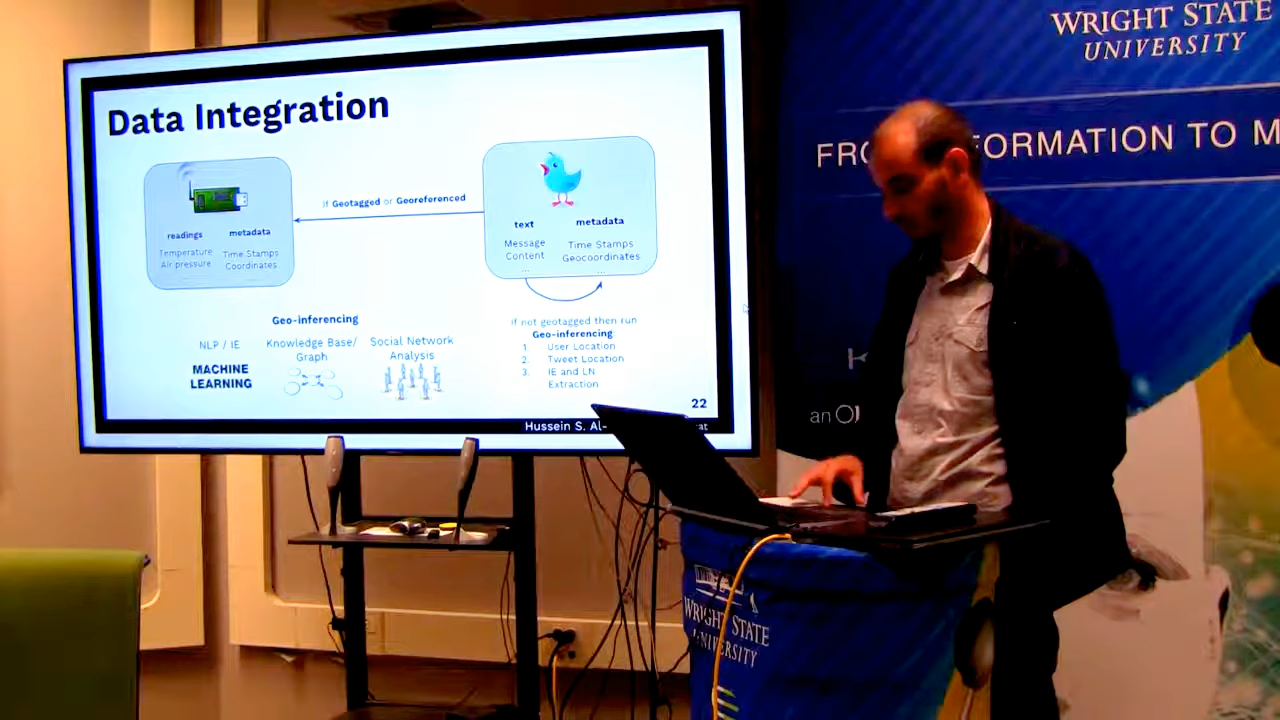 Data Integration
readings
metadata
Temperature
Air pressure
Time Stamps
Coordinates
if Geotagged or Georeferenced
text
metadata
Message
Content
...
Time Stamps
Geocoordinates
...
Geo-inferencing
NLP / IE
MACHINE
LEARNING
Knowledge Base/
Graph
Social Network
Analysis
If not geotagged then run
Geo-inferencing
1. User Location
2. Tweet Location
3. IE and LN
Extraction
22
Hussein S. Al-
WRIGHT STATE
UNIVERSITY
FORMATION TO M
an
WRIGHT STATE
UNIVERSITY